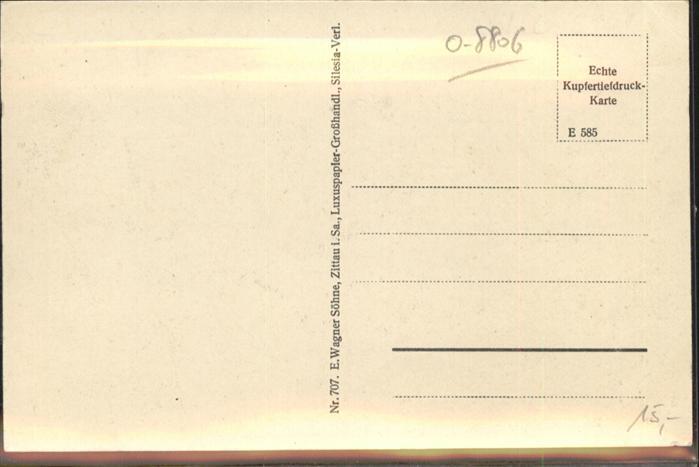 Nr. 707. E. Wagner Söhne, Zittau i. Sa., Luxuspapier-Großhandl., Silesia-Verl.
O-8806
Echte
Kupfertiefdruck-
Karte
E 585
15,-